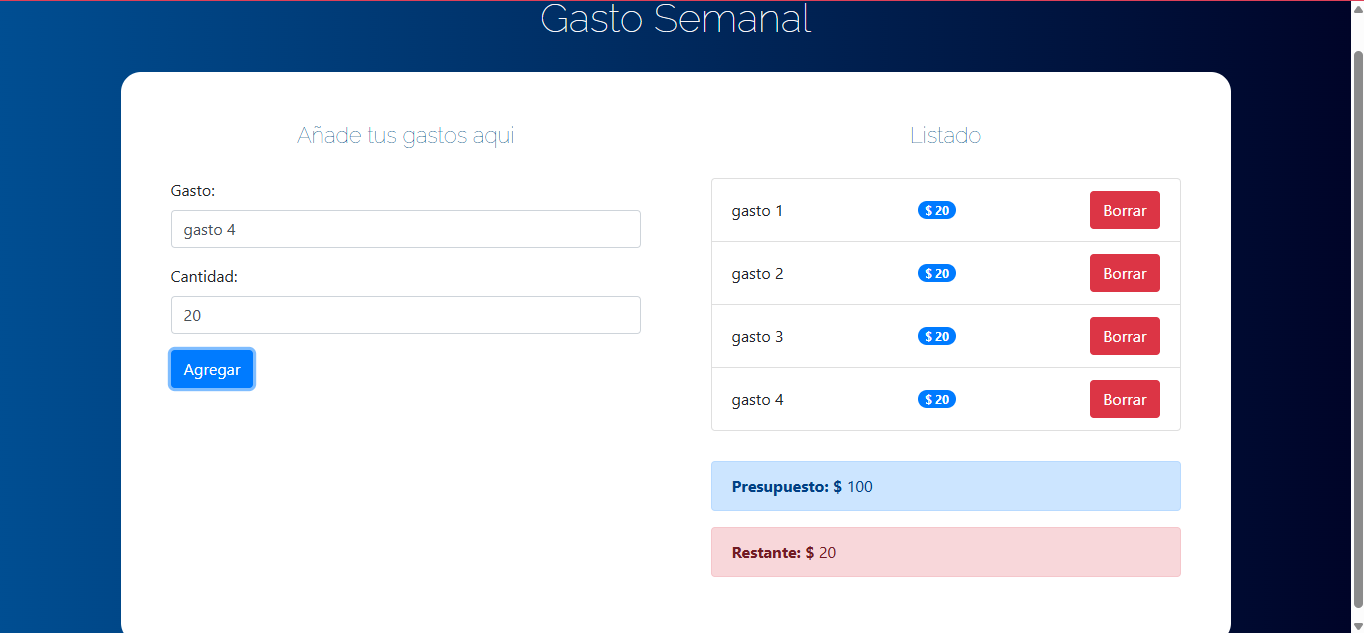 Gasto Semanal
Añade tus gastos aqui
Gasto:
gasto 4
Cantidad:
20
Agregar
Listado
gasto 1 $ 20 Borrar
gasto 2 $ 20 Borrar
gasto 3 $ 20 Borrar
gasto 4 $ 20 Borrar
Presupuesto: $ 100
Restante: $ 20